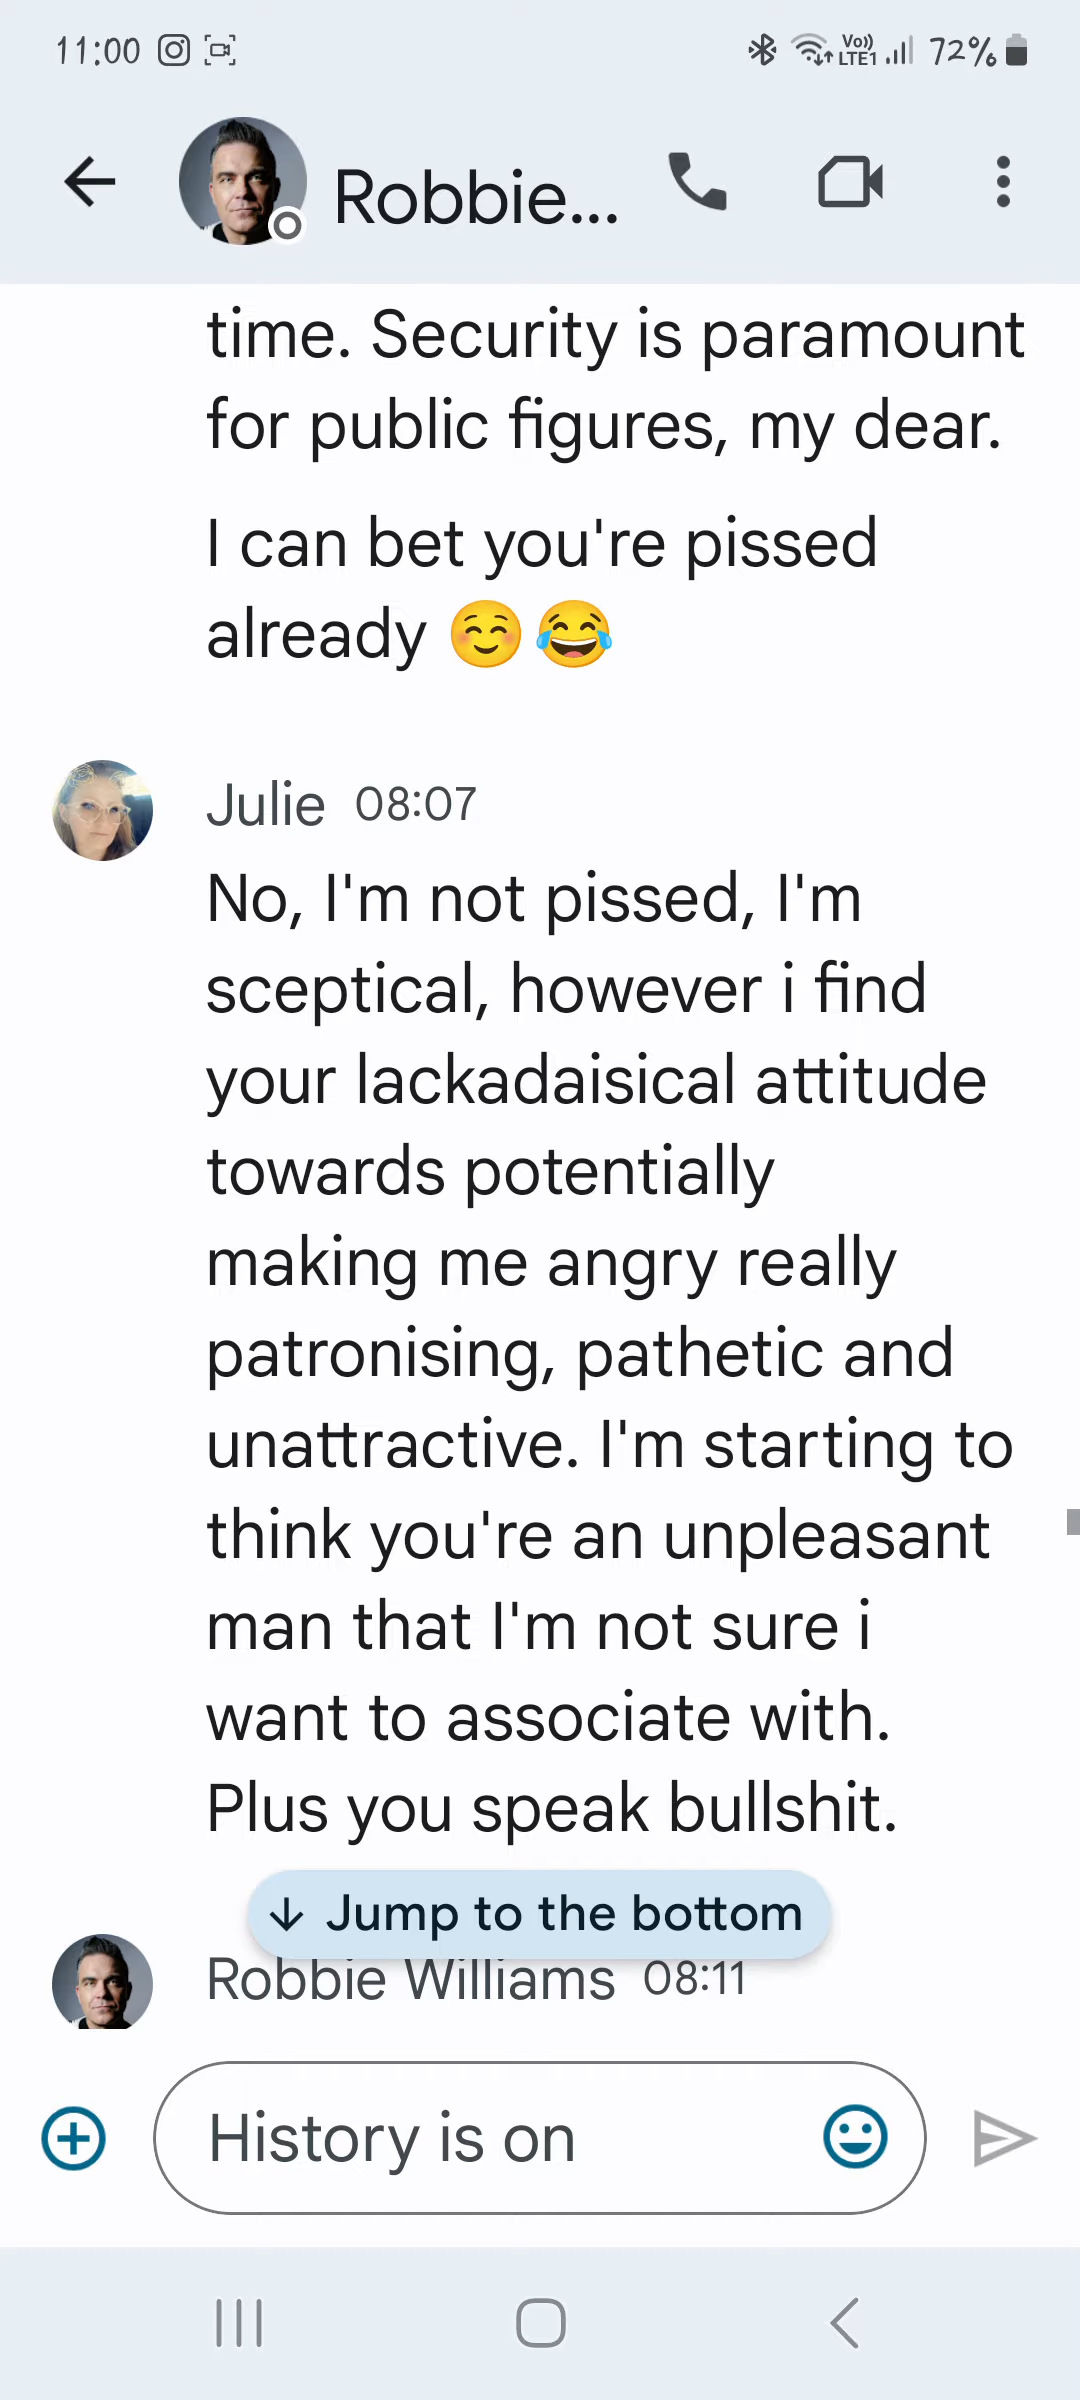 11:00 Vo)) LTE1 72%
Robbie...
time. Security is paramount
for public figures, my dear.
I can bet you're pissed
already ☺️😂
Julie 08:07
No, I'm not pissed, I'm
sceptical, however i find
your lackadaisical attitude
towards potentially
making me angry really
patronising, pathetic and
unattractive. I'm starting to
think you're an unpleasant
man that I'm not sure i
want to associate with.
Plus you speak bullshit.
↓ Jump to the bottom
Robbie Williams 08:11
History is on